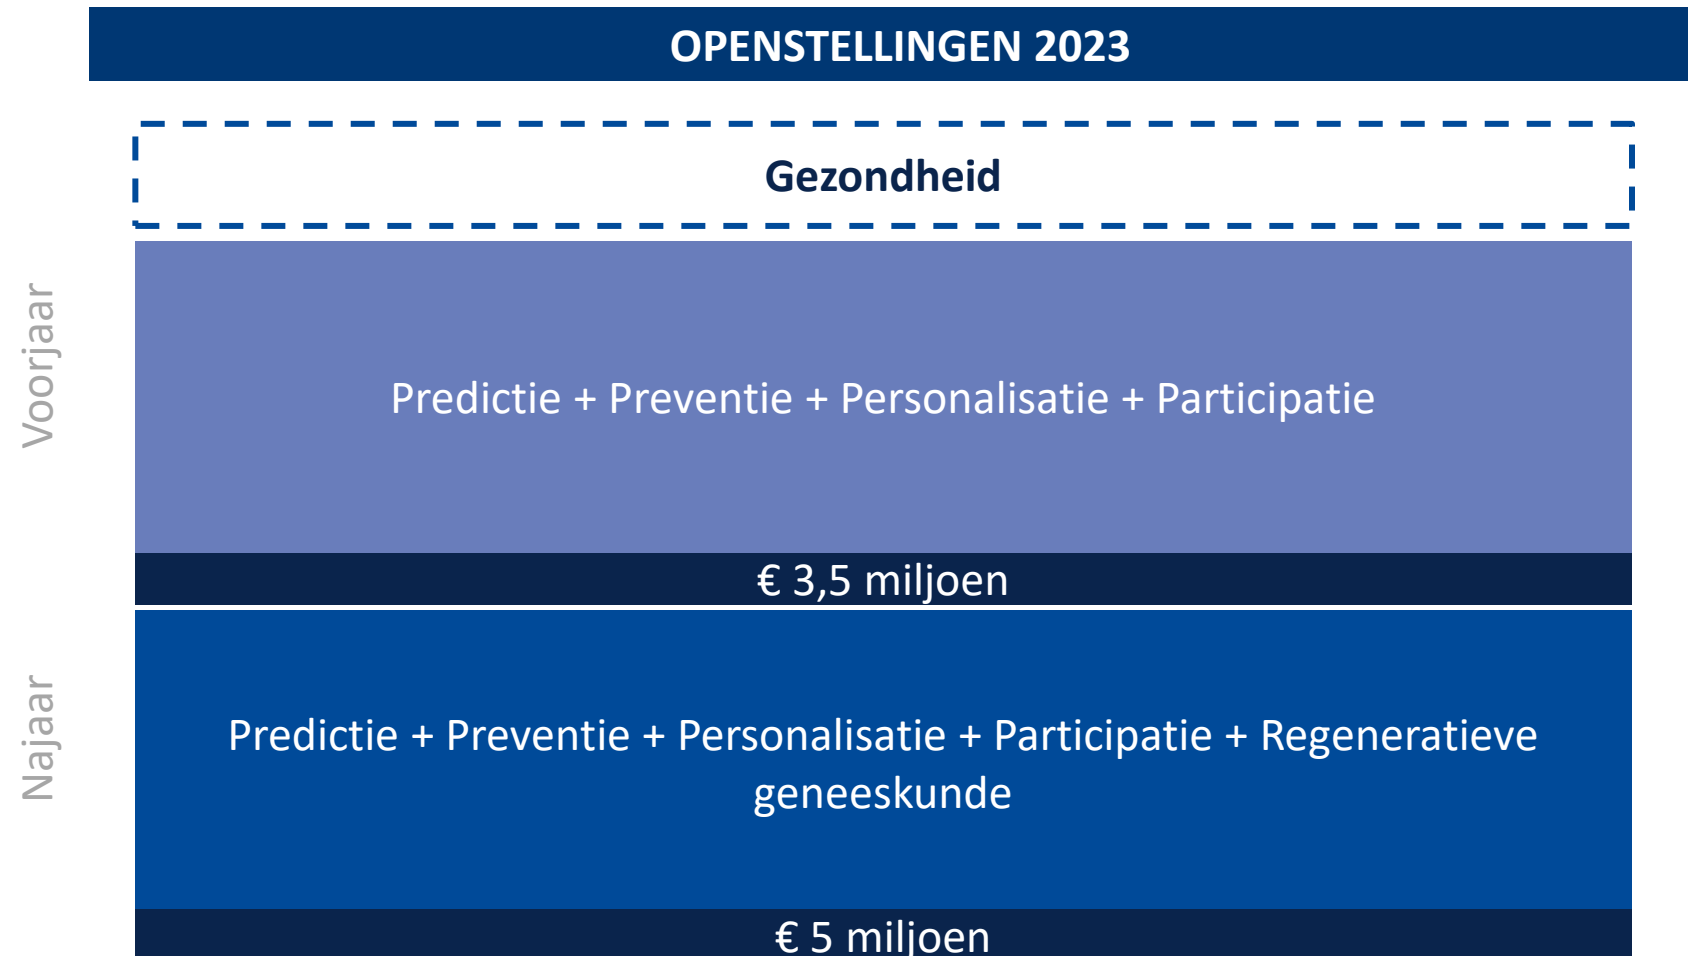 OPENSTELLINGEN 2023
Gezondheid
Voorjaar
Predictie + Preventie + Personalisatie + Participatie
€ 3,5 miljoen
Najaar
Predictie + Preventie + Personalisatie + Participatie + Regeneratieve
geneeskunde
€ 5 miljoen